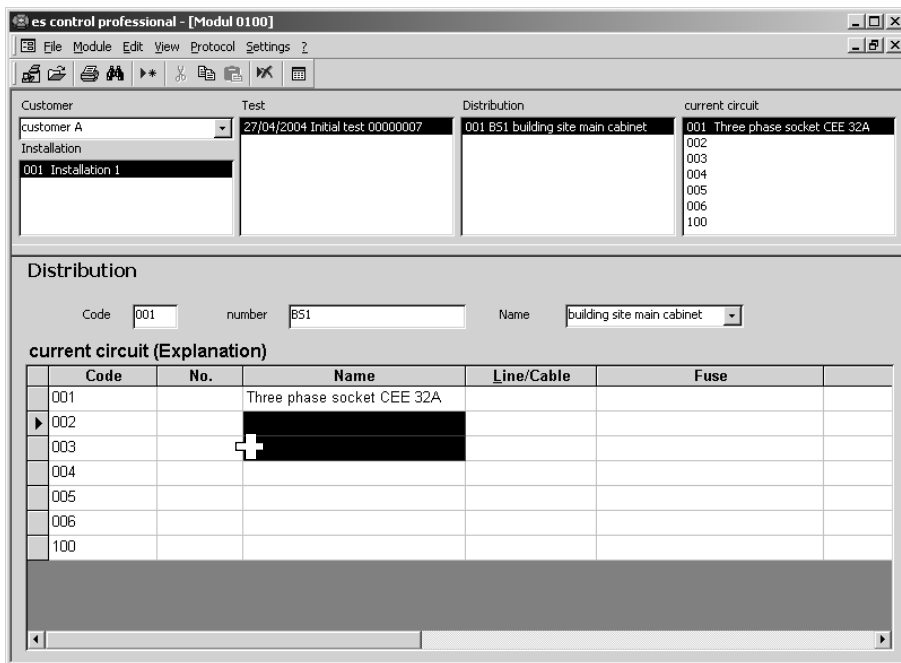 es control professional - [Modul 0100]
File Module Edit View Protocol Settings ?
Customer Test Distribution current circuit
customer A 27/04/2004 Initial test 00000007 001 BS1 building site main cabinet 001 Three phase socket CEE 32A
Installation 002
001 Installation 1 003
004
005
006
100
Distribution
Code 001 number BS1 Name building site main cabinet
current circuit (Explanation)
Code No. Name Line/Cable Fuse
001 Three phase socket CEE 32A
002
003
004
005
006
100